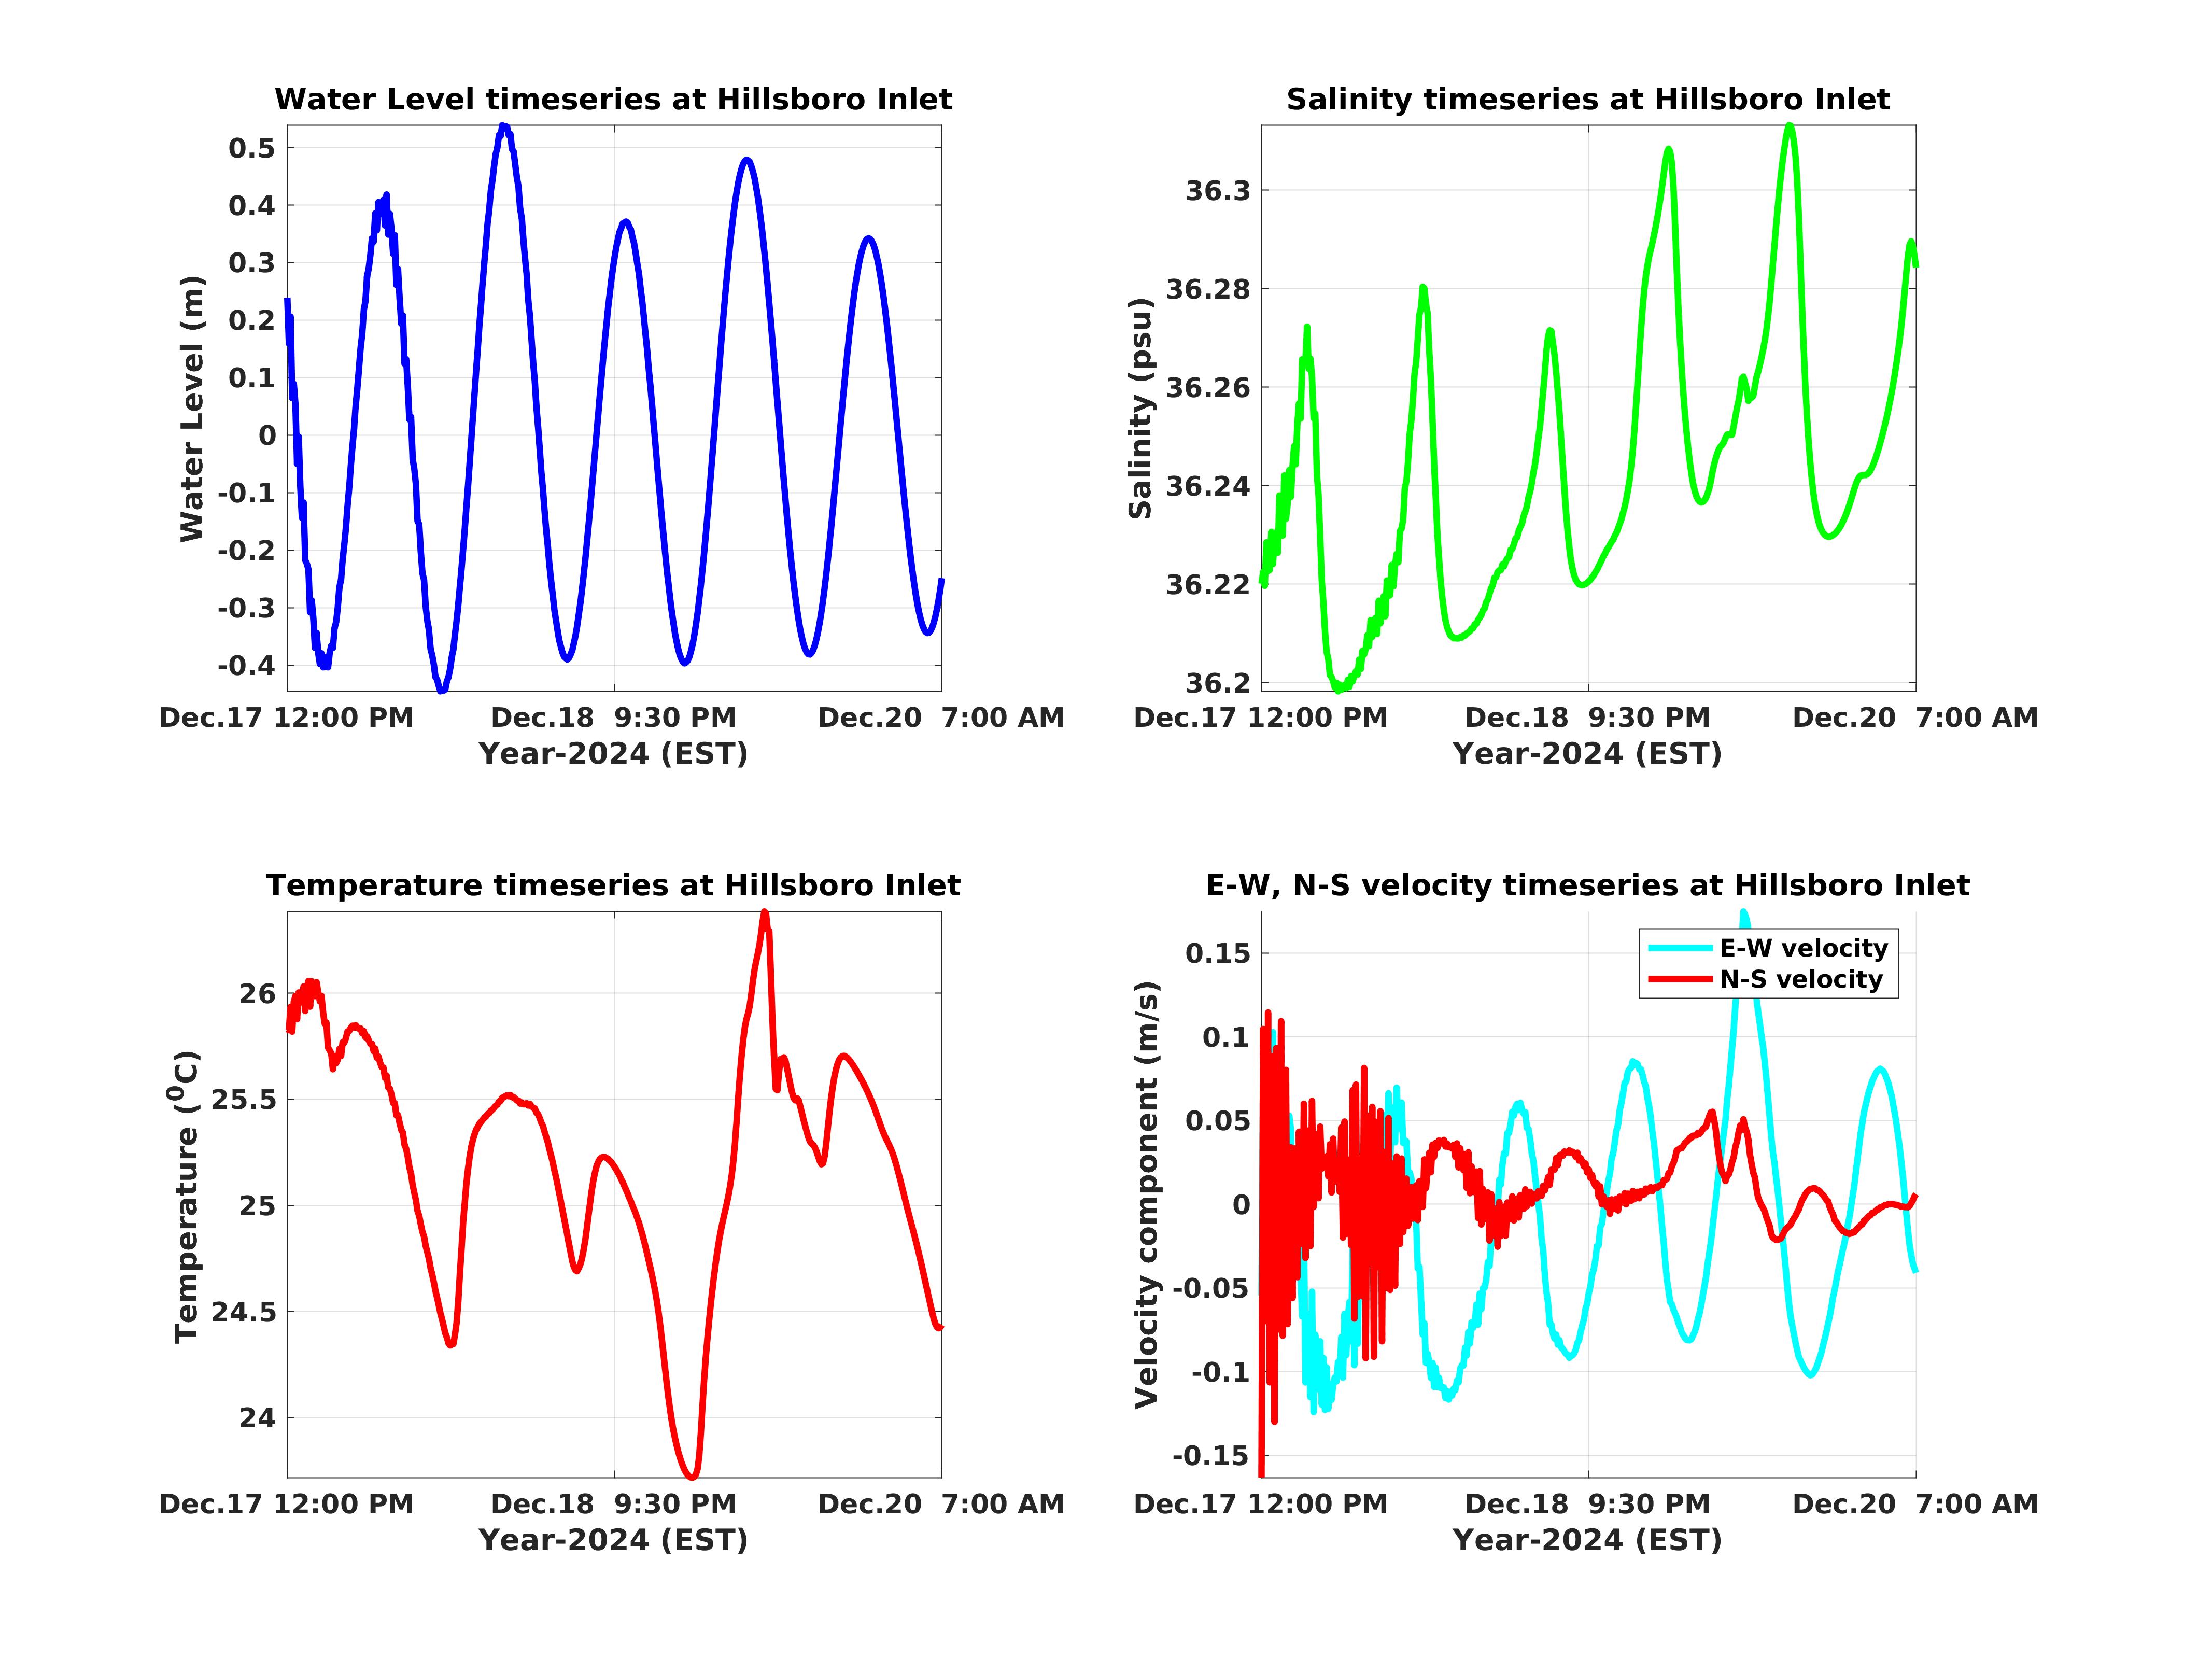 Water Level timeseries at Hillsboro Inlet
Water Level (m)
0.5
0.4
0.3
0.2
0.1
0
-0.1
-0.2
-0.3
-0.4
Dec.17 12:00 PM
Dec.18 9:30 PM
Dec.20 7:00 AM
Year-2024 (EST)
Salinity timeseries at Hillsboro Inlet
Salinity (psu)
36.3
36.28
36.26
36.24
36.22
36.2
Dec.17 12:00 PM
Dec.18 9:30 PM
Dec.20 7:00 AM
Year-2024 (EST)
Temperature timeseries at Hillsboro Inlet
Temperature (⁰C)
26
25.5
25
24.5
24
Dec.17 12:00 PM
Dec.18 9:30 PM
Dec.20 7:00 AM
Year-2024 (EST)
E-W, N-S velocity timeseries at Hillsboro Inlet
Velocity component (m/s)
E-W velocity
N-S velocity
0.15
0.1
0.05
0
-0.05
-0.1
-0.15
Dec.17 12:00 PM
Dec.18 9:30 PM
Dec.20 7:00 AM
Year-2024 (EST)